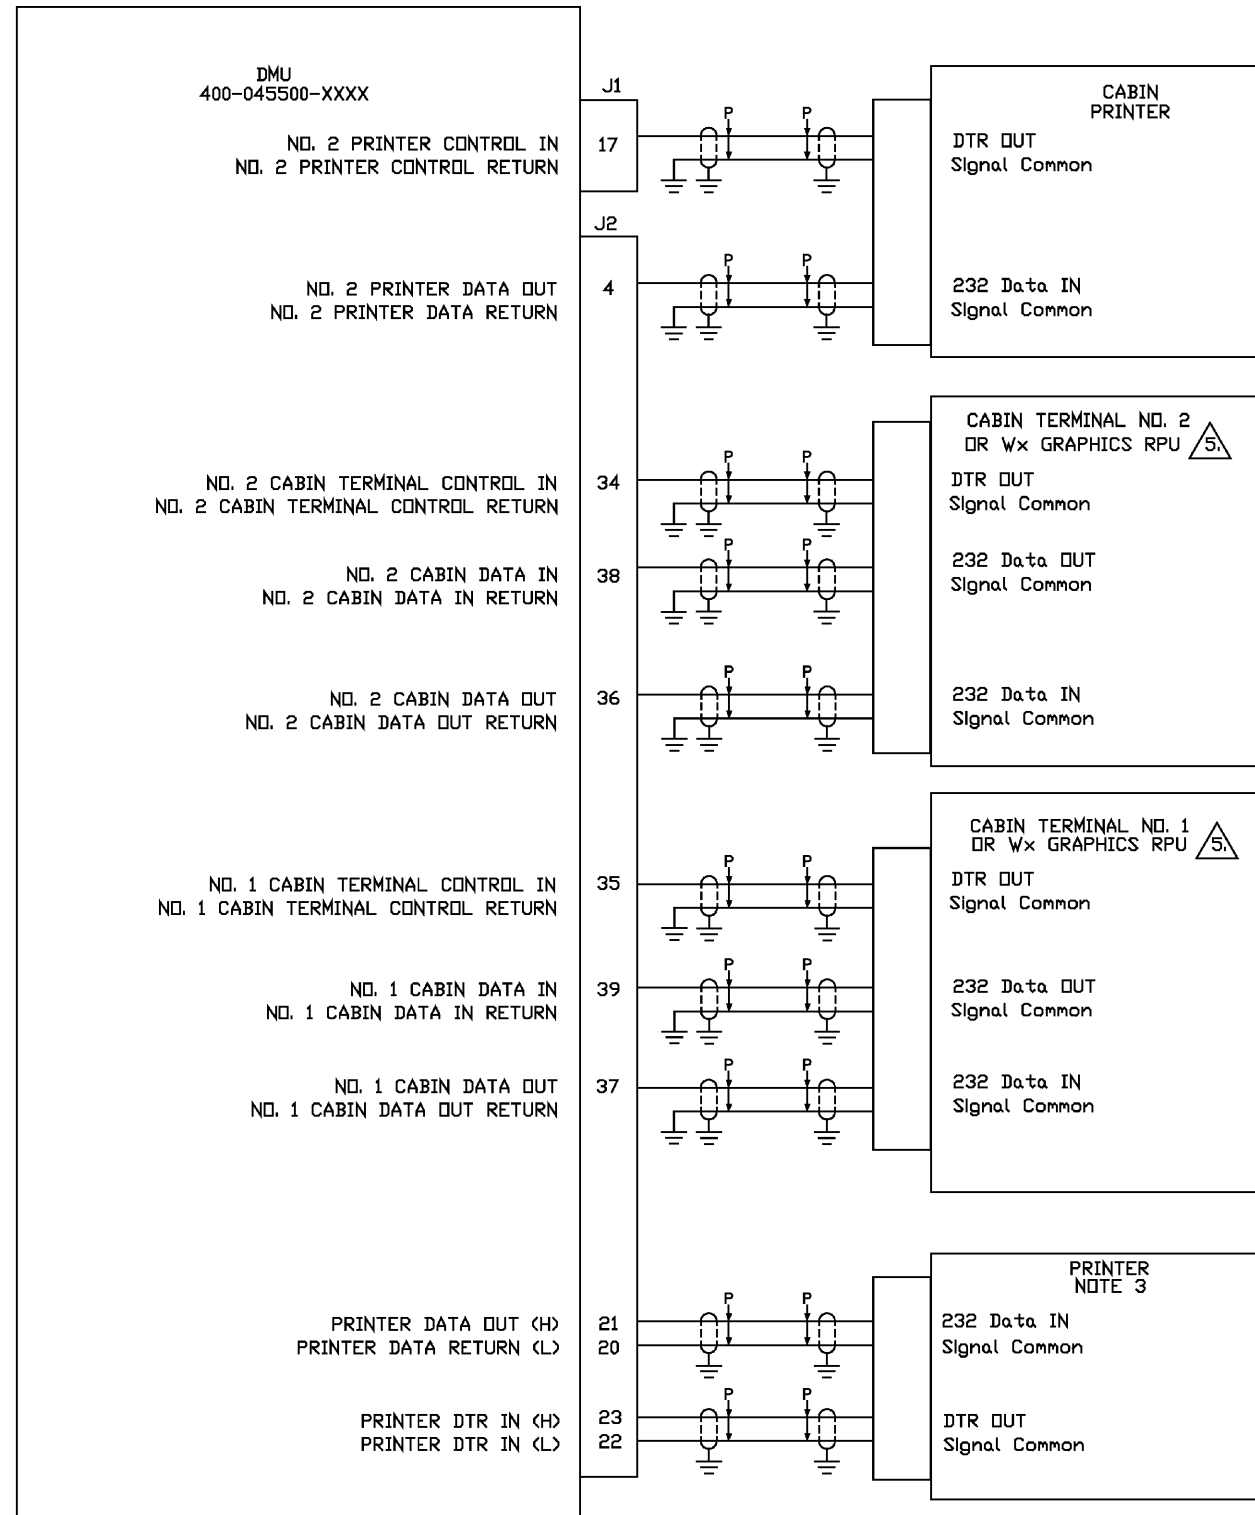 DMU
400-045500-XXXX
J1
CABIN
PRINTER
P P
NO. 2 PRINTER CONTROL IN 17 DTR OUT
NO. 2 PRINTER CONTROL RETURN Signal Common
J2
P P
NO. 2 PRINTER DATA OUT 4 232 Data IN
NO. 2 PRINTER DATA RETURN Signal Common
CABIN TERMINAL NO. 2
OR Wx GRAPHICS RPU 5.
P P
NO. 2 CABIN TERMINAL CONTROL IN 34 DTR OUT
NO. 2 CABIN TERMINAL CONTROL RETURN Signal Common
P P
NO. 2 CABIN DATA IN 38 232 Data OUT
NO. 2 CABIN DATA IN RETURN Signal Common
P P
NO. 2 CABIN DATA OUT 36 232 Data IN
NO. 2 CABIN DATA OUT RETURN Signal Common
CABIN TERMINAL NO. 1
OR Wx GRAPHICS RPU 5.
P P
NO. 1 CABIN TERMINAL CONTROL IN 35 DTR OUT
NO. 1 CABIN TERMINAL CONTROL RETURN Signal Common
P P
NO. 1 CABIN DATA IN 39 232 Data OUT
NO. 1 CABIN DATA IN RETURN Signal Common
P P
NO. 1 CABIN DATA OUT 37 232 Data IN
NO. 1 CABIN DATA OUT RETURN Signal Common
PRINTER
NOTE 3
P P
PRINTER DATA OUT (H) 21 232 Data IN
PRINTER DATA RETURN (L) 20 Signal Common
P P
PRINTER DTR IN (H) 23 DTR OUT
PRINTER DTR IN (L) 22 Signal Common